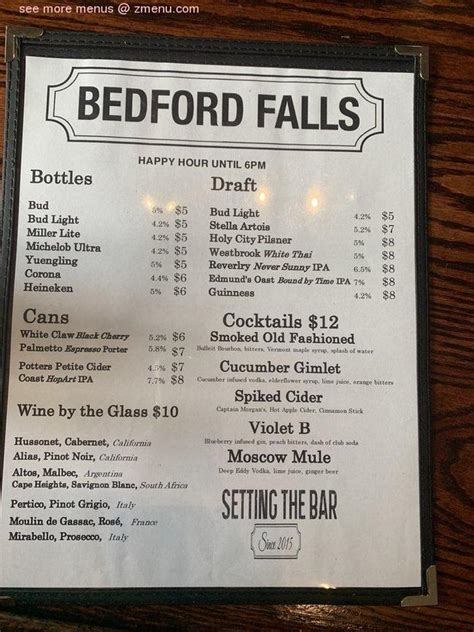 see more menus @ zmenu.com
BEDFORD FALLS
HAPPY HOUR UNTIL 6PM
Bottles
Bud 5% $5
Bud Light 4.2% $5
Miller Lite 4.2% $5
Michelob Ultra 4.2% $5
Yuengling 5% $5
Corona 4.4% $6
Heineken 5% $6
Cans
White Claw Black Cherry 5.2% $6
Palmetto Espresso Porter 5.8% $7
Potters Petite Cider 4.5% $7
Coast HopArt IPA 7.7% $8
Wine by the Glass $10
Hussonet, Cabernet, California
Alias, Pinot Noir, California
Altos, Malbec, Argentina
Cape Heights, Savignon Blanc, South Africa
Pertico, Pinot Grigio, Italy
Moulin de Gassac, Rosé, France
Mirabello, Prosecco, Italy
Draft
Bud Light 4.2% $5
Stella Artois 5.2% $7
Holy City Pilsner 5% $8
Westbrook White Thai 5% $8
Reverlry Never Sunny IPA 6.5% $8
Edmund's Oast Bound by Time IPA 7% $8
Guinness 4.2% $8
Cocktails $12
Smoked Old Fashioned
Bulleit Bourbon, bitters, Vermont maple syrup, splash of water
Cucumber Gimlet
Cucumber infused vodka, elderflower syrup, lime juice, orange bitters
Spiked Cider
Captain Morgan's, Hot Apple Cider, Cinnamon Stick
Violet B
Blueberry infused gin, peach bitters, dash of club soda
Moscow Mule
Deep Eddy Vodka, lime juice, ginger beer
SETTING THE BAR
Since 2015